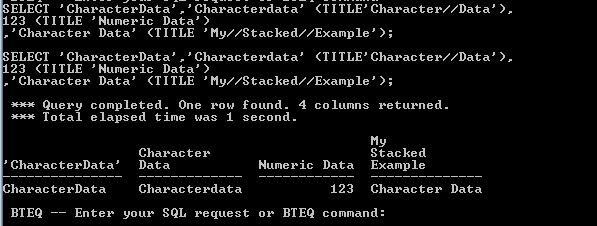 SELECT 'CharacterData','Characterdata' (TITLE'Character//Data'),
123 (TITLE 'Numeric Data')
,'Character Data' (TITLE 'My//Stacked//Example');
SELECT 'CharacterData','Characterdata' (TITLE'Character//Data'),
123 (TITLE 'Numeric Data')
,'Character Data' (TITLE 'My//Stacked//Example');
*** Query completed. One row found. 4 columns returned.
*** Total elapsed time was 1 second.
My
Character Stacked
'CharacterData' Data Numeric Data Example
--------------- ------------- ------------ --------------
CharacterData Characterdata 123 Character Data
BTEQ -- Enter your SQL request or BTEQ command: